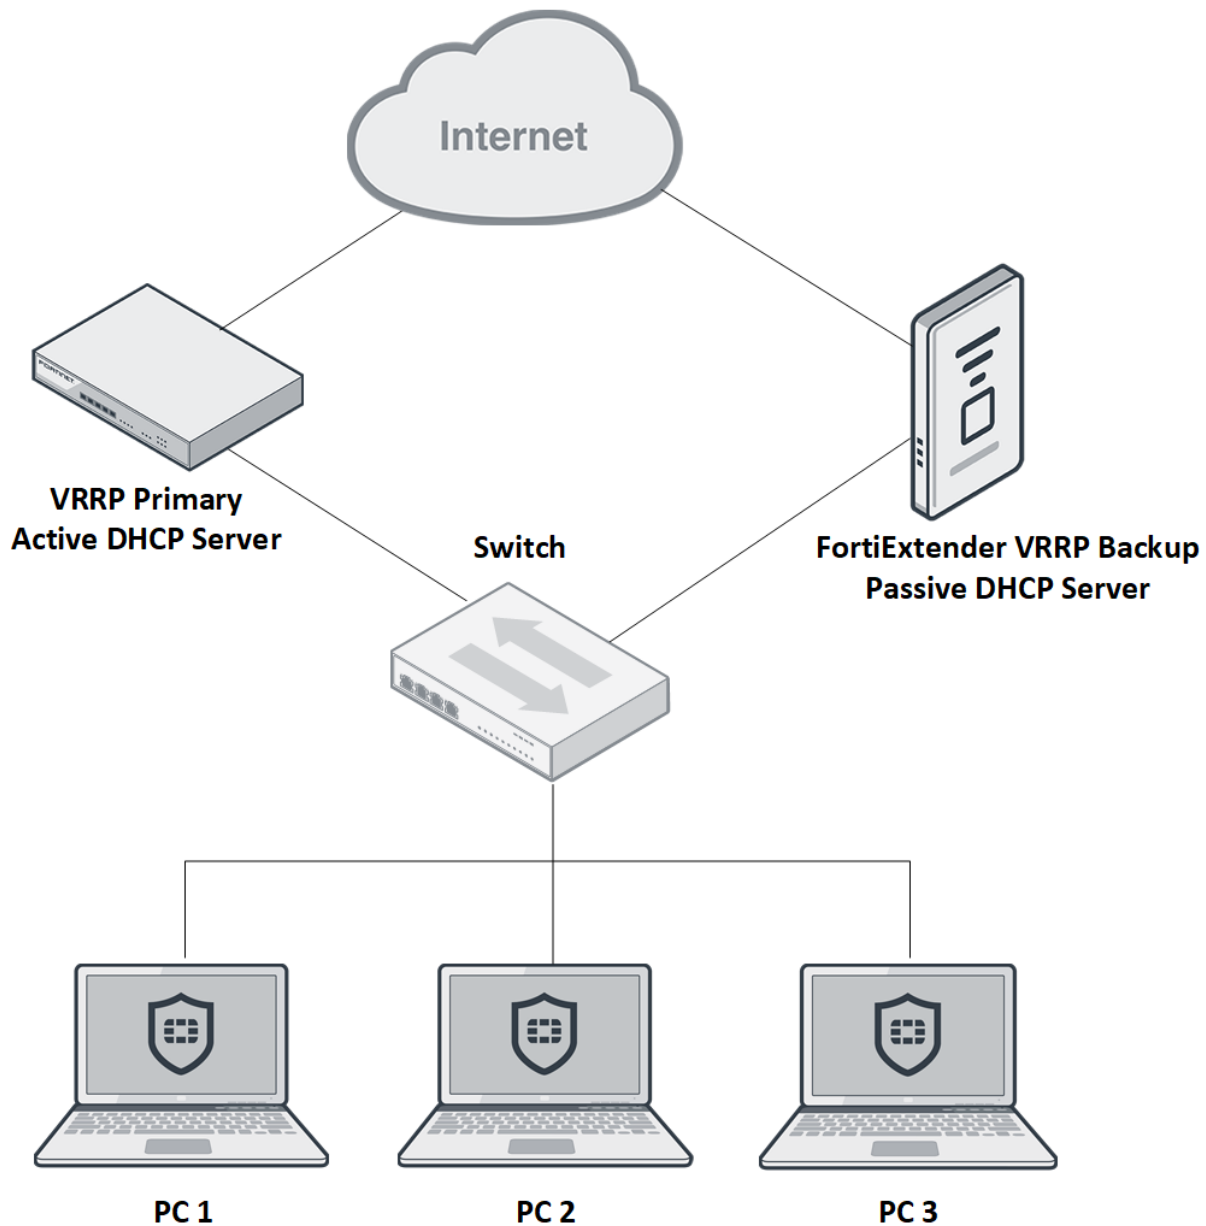 Internet
FORTINET
VRRP Primary
Active DHCP Server
Switch
FortiExtender VRRP Backup
Passive DHCP Server
PC 1
PC 2
PC 3